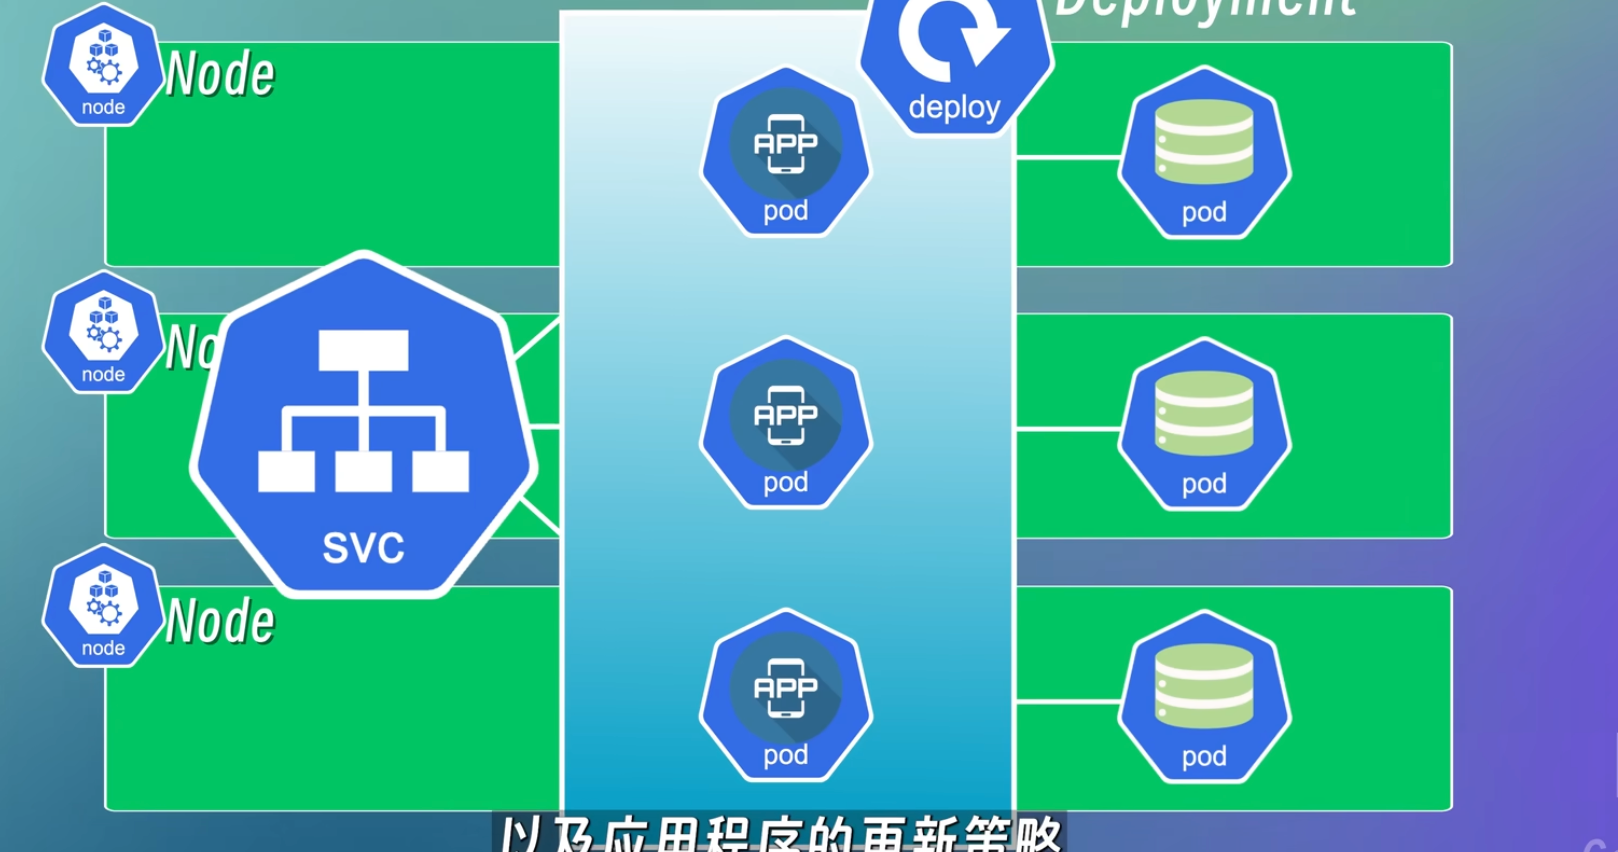 Deployment
deploy
node
Node
APP
pod
pod
node
No
APP
pod
pod
svc
node
Node
APP
pod
pod
以及应用程序的更新策略